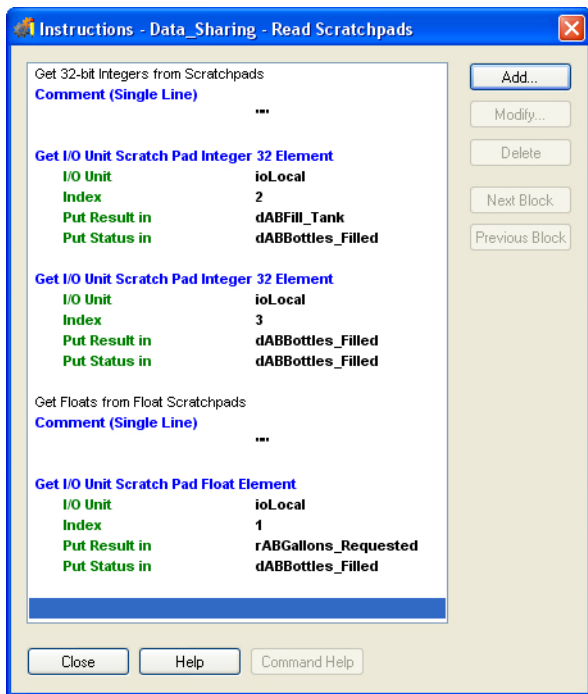 Instructions - Data_Sharing - Read Scratchpads
Get 32-bit Integers from Scratchpads
Comment (Single Line)
""
Get I/O Unit Scratch Pad Integer 32 Element
I/O Unit ioLocal
Index 2
Put Result in dABFill_Tank
Put Status in dABBottles_Filled
Get I/O Unit Scratch Pad Integer 32 Element
I/O Unit ioLocal
Index 3
Put Result in dABBottles_Filled
Put Status in dABBottles_Filled
Get Floats from Float Scratchpads
Comment (Single Line)
""
Get I/O Unit Scratch Pad Float Element
I/O Unit ioLocal
Index 1
Put Result in rABGallons_Requested
Put Status in dABBottles_Filled
Add...
Modify...
Delete
Next Block
Previous Block
Close Help Command Help